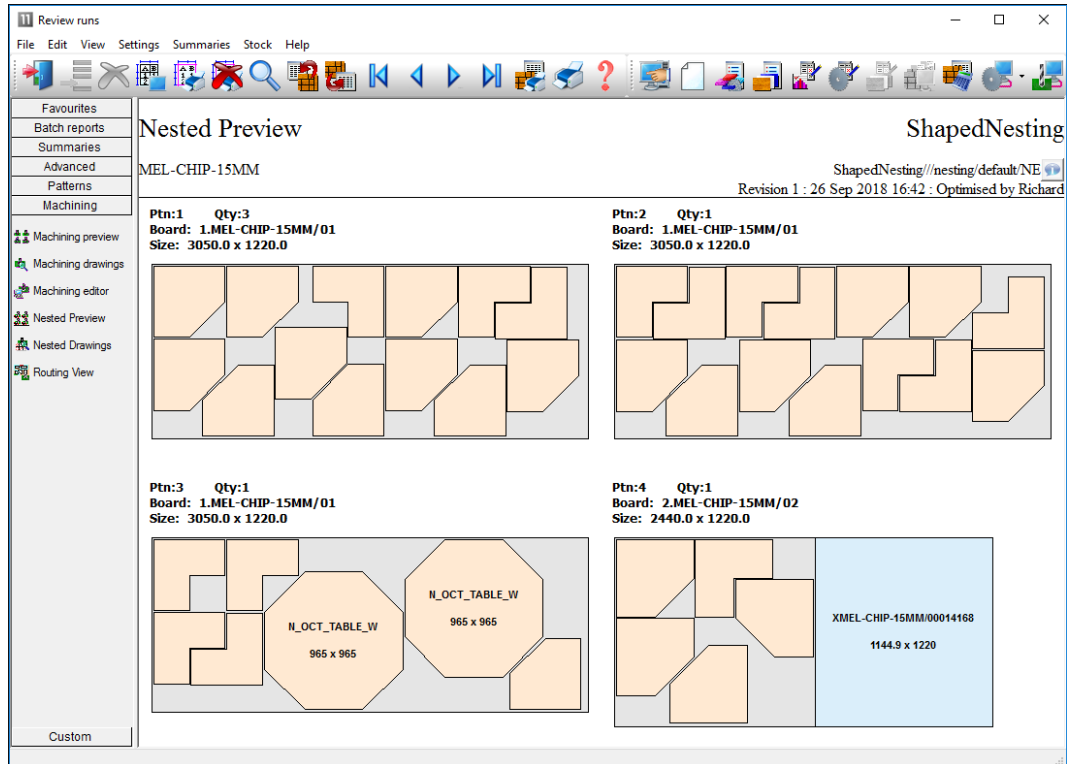 Review runs
File Edit View Settings Summaries Stock Help
Favourites
Batch reports
Summaries
Advanced
Patterns
Machining
Machining preview
Machining drawings
Machining editor
Nested Preview
Nested Drawings
Routing View
Custom
Nested Preview
ShapedNesting
MEL-CHIP-15MM
ShapedNesting///nesting/default/NE
Revision 1 : 26 Sep 2018 16:42 : Optimised by Richard
Ptn:1 Qty:3
Board: 1.MEL-CHIP-15MM/01
Size: 3050.0 x 1220.0
Ptn:2 Qty:1
Board: 1.MEL-CHIP-15MM/01
Size: 3050.0 x 1220.0
Ptn:3 Qty:1
Board: 1.MEL-CHIP-15MM/01
Size: 3050.0 x 1220.0
N_OCT_TABLE_W
965 x 965
N_OCT_TABLE_W
965 x 965
Ptn:4 Qty:1
Board: 2.MEL-CHIP-15MM/02
Size: 2440.0 x 1220.0
XMEL-CHIP-15MM/00014168
1144.9 x 1220